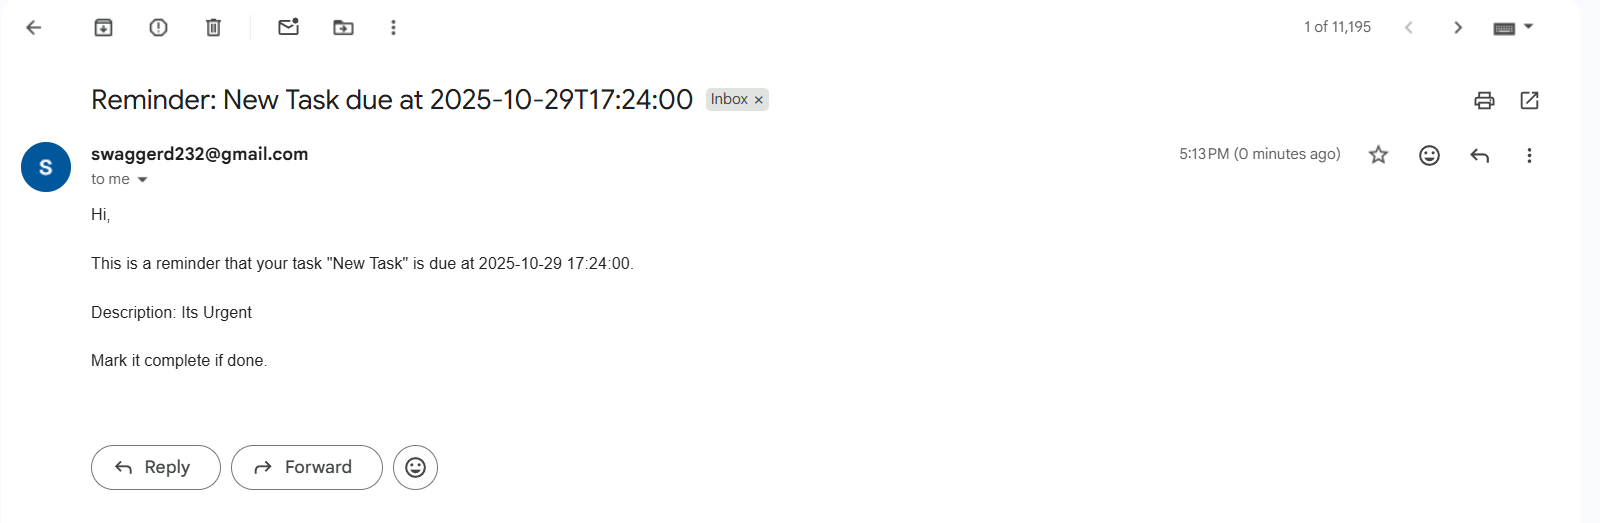 1 of 11,195
Reminder: New Task due at 2025-10-29T17:24:00 Inbox ×
S
swaggerd232@gmail.com 5:13 PM (0 minutes ago)
to me
Hi,
This is a reminder that your task "New Task" is due at 2025-10-29 17:24:00.
Description: Its Urgent
Mark it complete if done.
Reply Forward